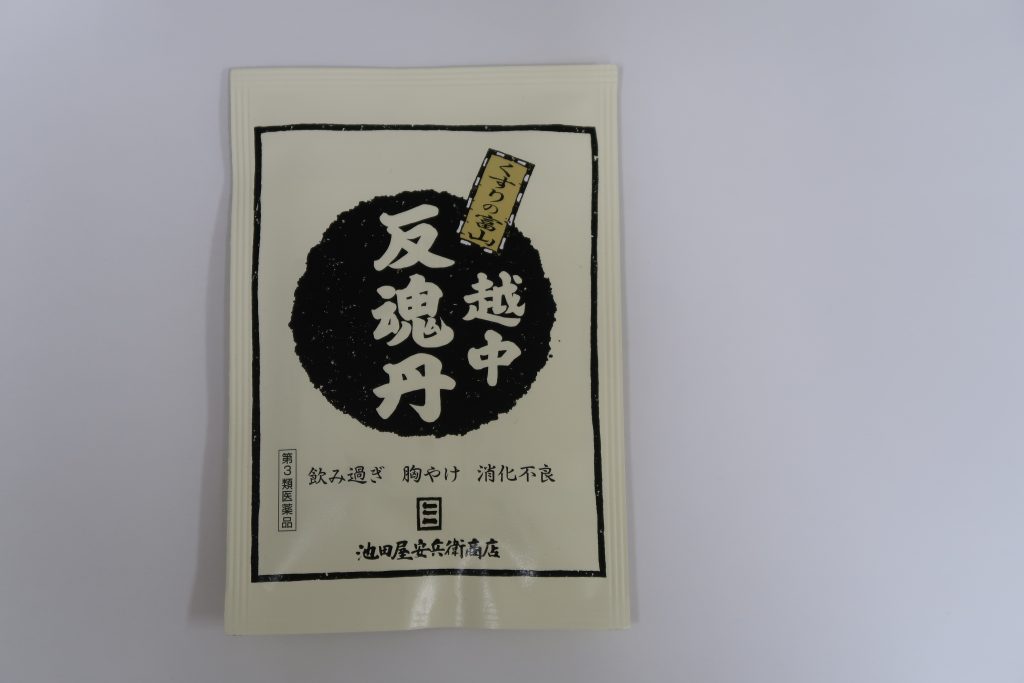 くすりの富山
越中
反魂丹
第3類医薬品
飲み過ぎ 胸やけ 消化不良
池田屋安兵衛商店